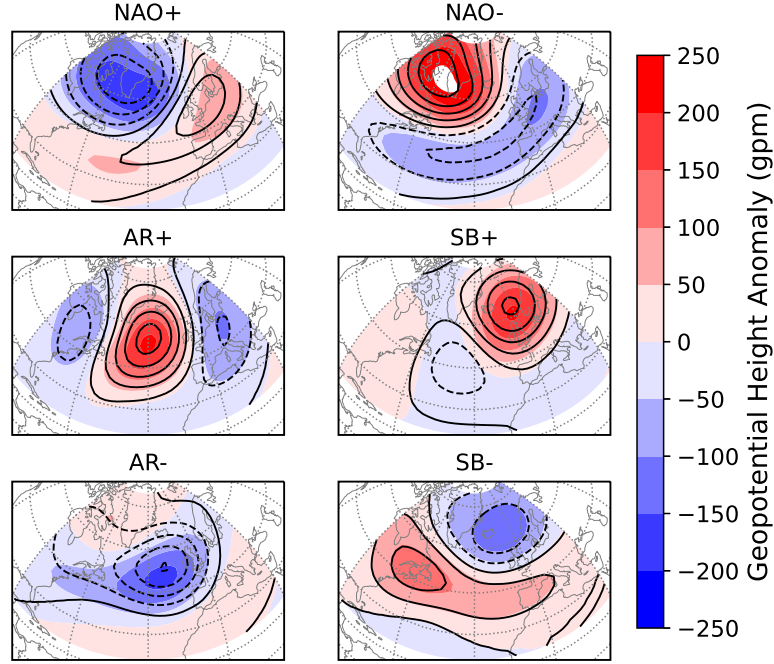 NAO+
NAO-
AR+
SB+
AR-
SB-
250
200
150
100
50
0
−50
−100
−150
−200
−250
Geopotential Height Anomaly (gpm)